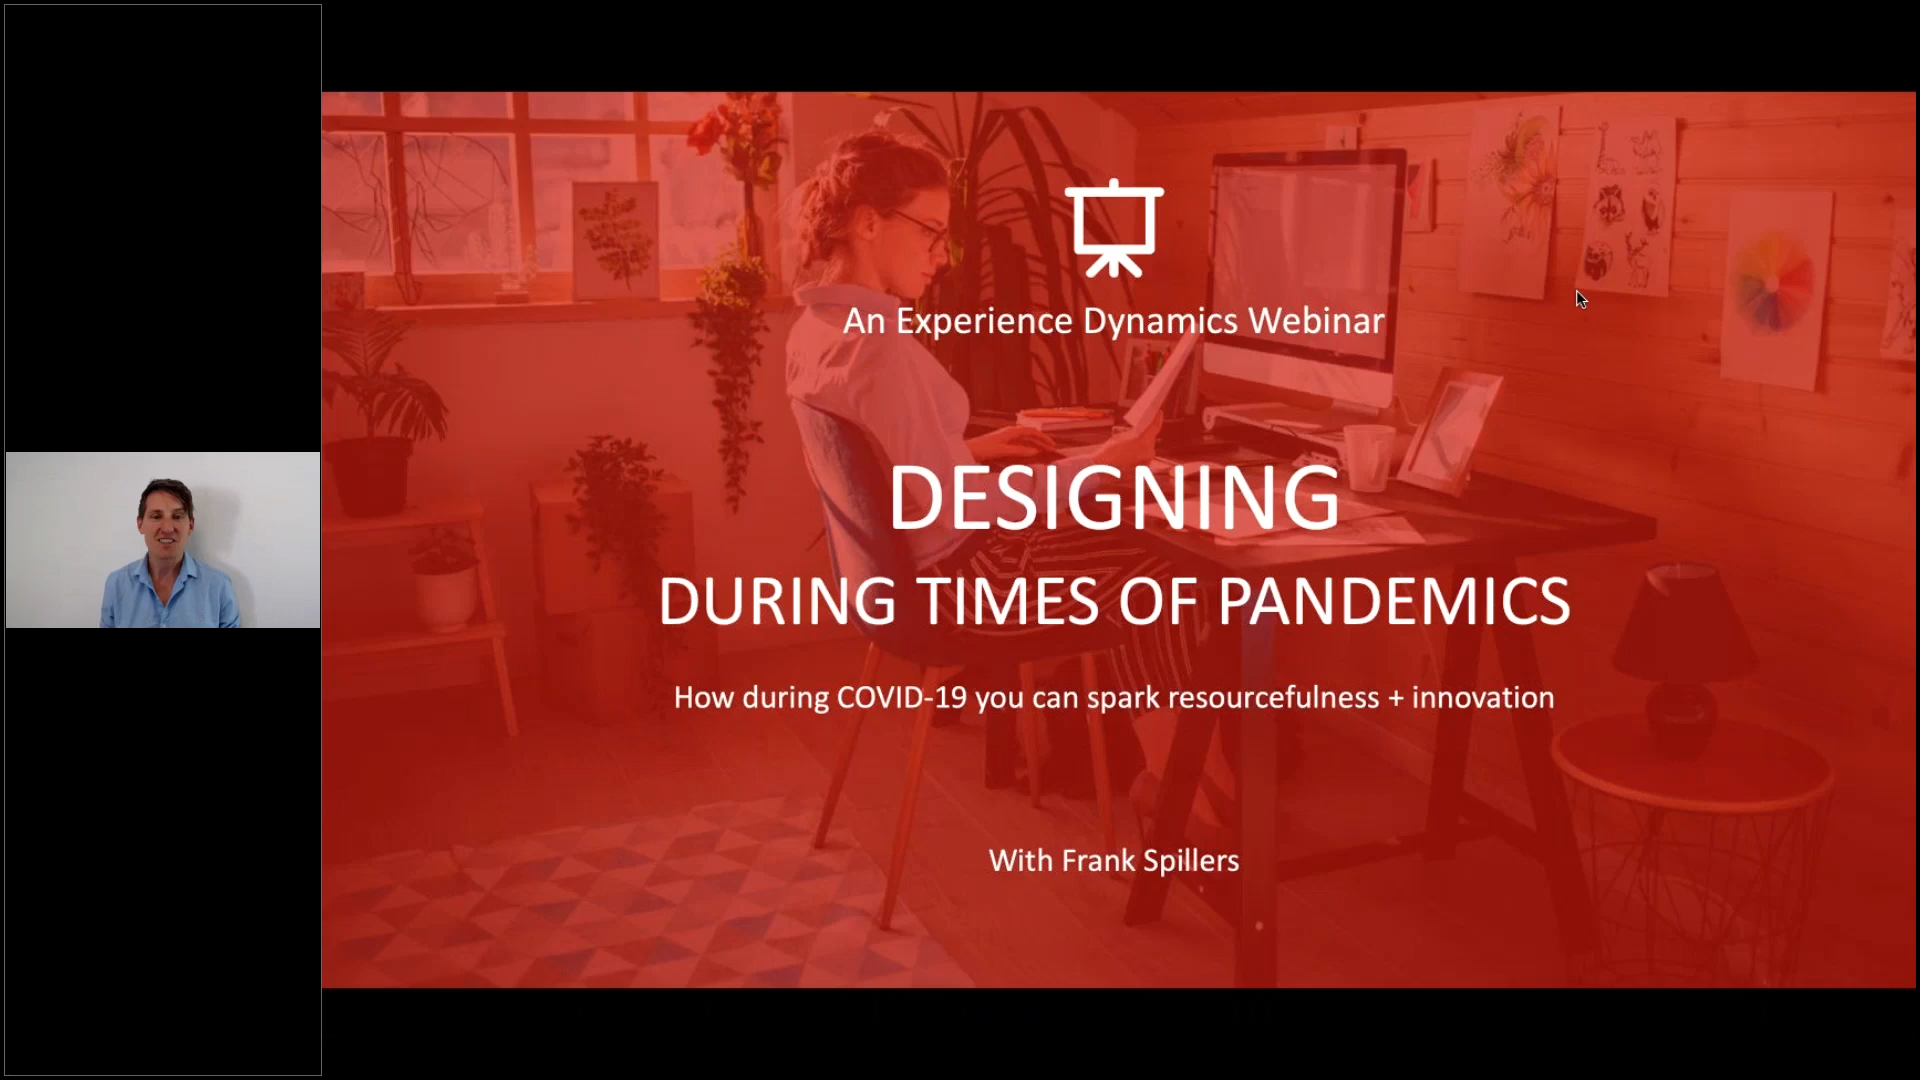 An Experience Dynamics Webinar
DESIGNING
DURING TIMES OF PANDEMICS
How during COVID-19 you can spark resourcefulness + innovation
With Frank Spillers